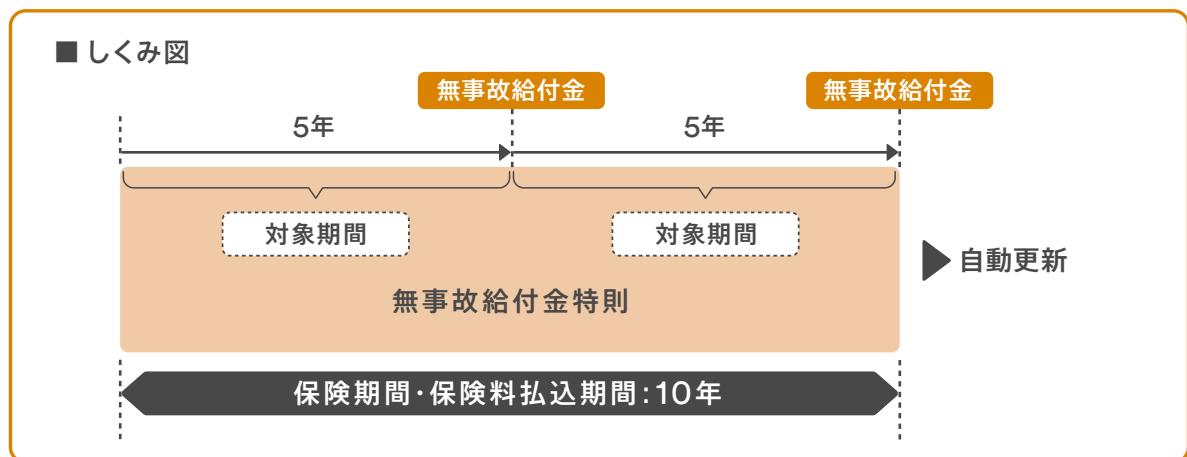 ■ しくみ図
無事故給付金
無事故給付金
5年
5年
対象期間
対象期間
自動更新
無事故給付金特則
保険期間・保険料払込期間：10年